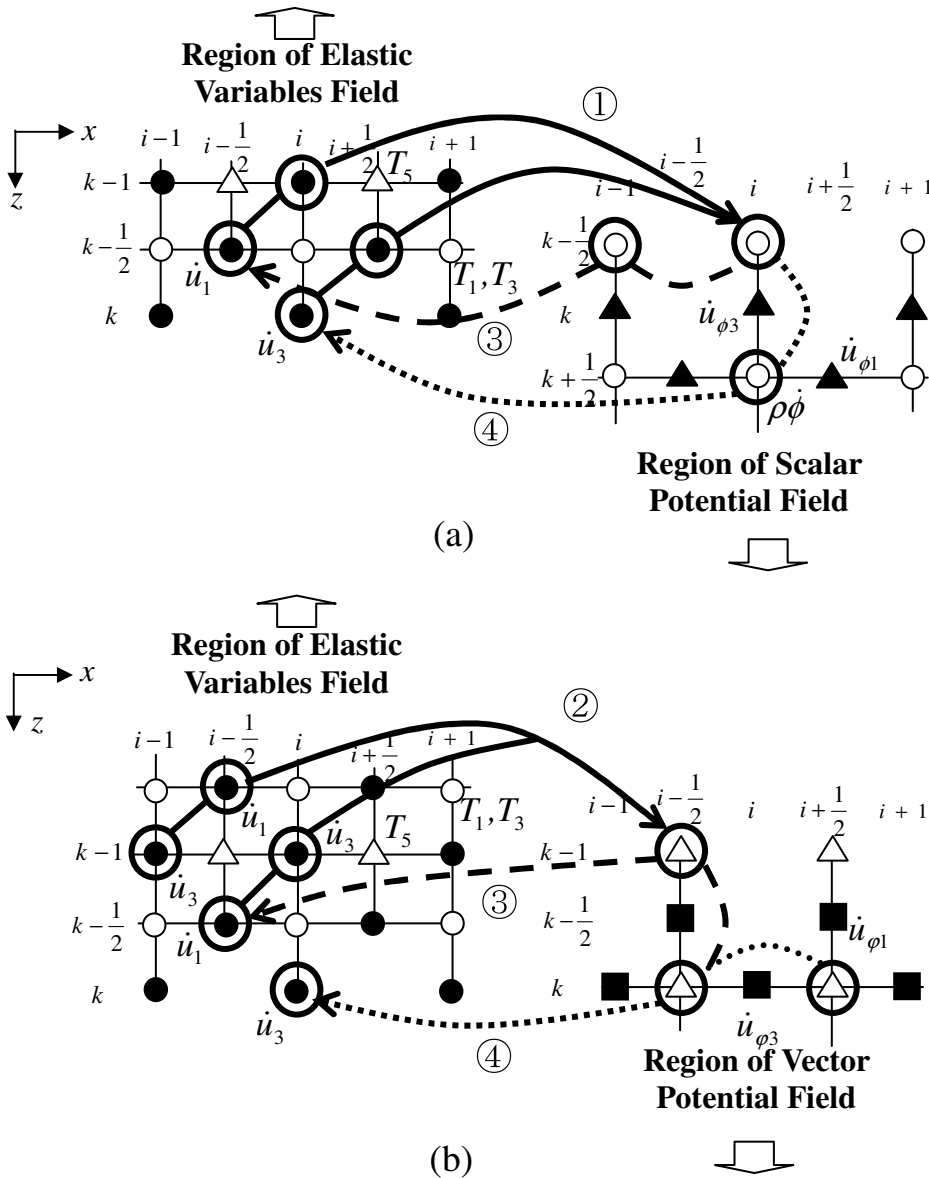 Region of Elastic
Variables Field
①
x
z
i−1
i−1/2
i
i+1/2
i+1
T₅
k−1
k−1/2
k
u̇₁
u̇₃
T₁,T₃
③
④
i−1
i−1/2
i
i+1/2
i+1
k−1/2
k
k+1/2
u̇ϕ3
u̇ϕ1
ρϕ̇
Region of Scalar
Potential Field
(a)
Region of Elastic
Variables Field
②
x
z
i−1
i−1/2
i
i+1/2
i+1
u̇₁
u̇₃
T₅
T₁,T₃
k−1
u̇₃
k−1/2
u̇₁
k
u̇₃
③
④
i−1
i−1/2
i
i+1/2
i+1
k−1
k−1/2
k
u̇φ1
u̇φ3
Region of Vector
Potential Field
(b)